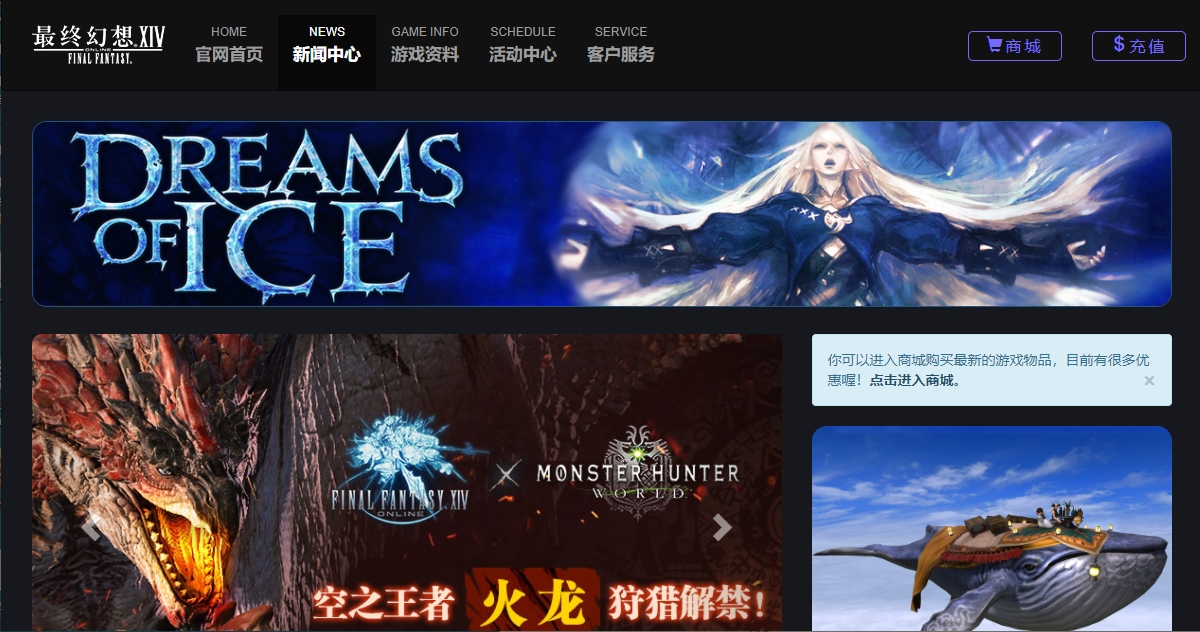 最终幻想XIV
ONLINE
FINAL FANTASY.
HOME
官网首页
NEWS
新闻中心
GAME INFO
游戏资料
SCHEDULE
活动中心
SERVICE
客户服务
商城
$充值
DREAMS
OF ICE
FINAL FANTASY XIV
ONLINE
MONSTER HUNTER
WORLD
空之王者 火龙 狩猎解禁!
你可以进入商城购买最新的游戏物品，目前有很多优
惠喔！点击进入商城。
×